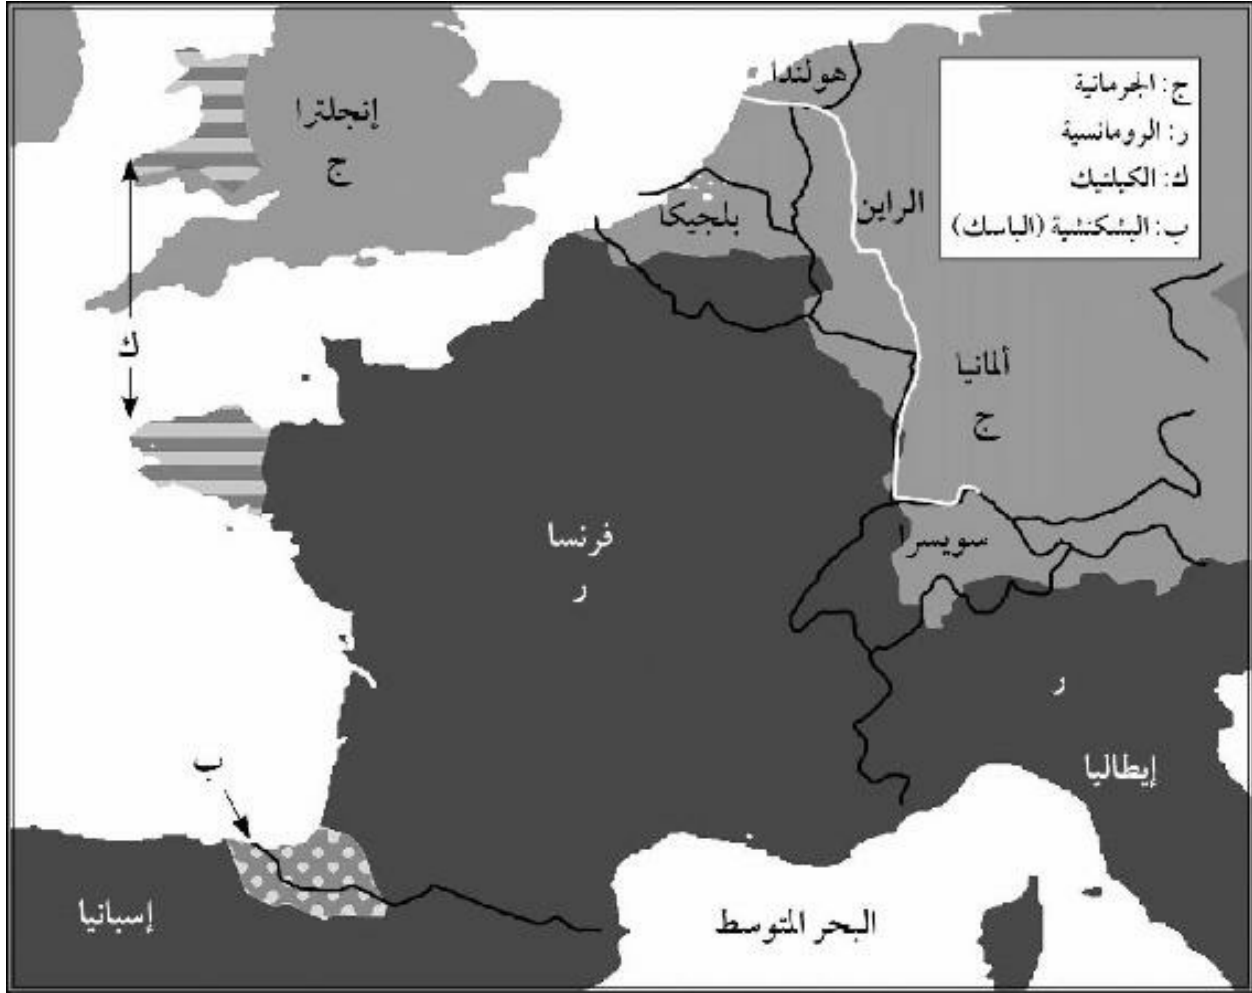 ج: الجرمانية
ر: الرومانسية
ك: الكيلتيك
ب: البشكنشية (الباسك)
هولندا
إنجلترا
ج
بلجيكا
الراين
ك
ألمانيا
ج
فرنسا
ر
سويسرا
ر
ب
إيطاليا
إسبانيا
البحر المتوسط